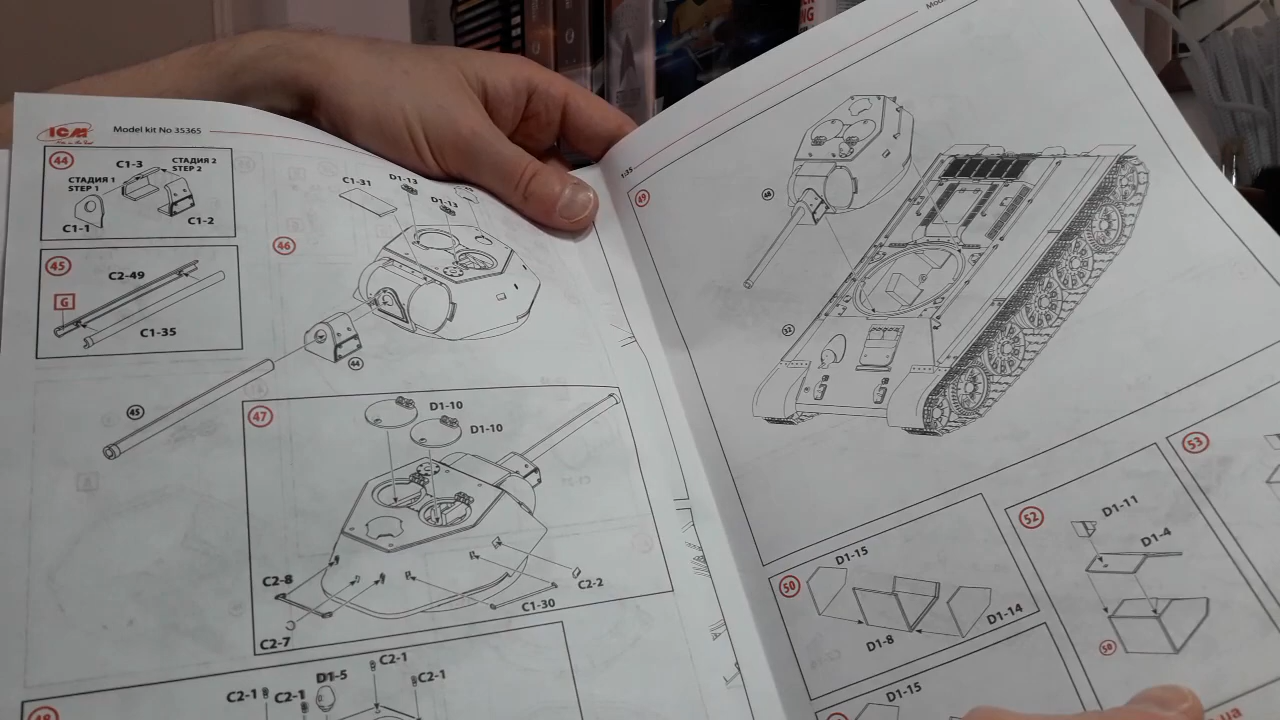 ICM
Model kit No 35365
44
C1-3
СТАДИЯ 2
STEP 2
СТАДИЯ 1
STEP 1
C1-1
C1-2
45
C2-49
G
C1-35
46
C1-31
D1-13
D1-13
44
45
47
D1-10
D1-10
C2-8
C2-7
C1-30
C2-2
48
C2-1
C2-1
D1-5
C2-1
C2-1
1:35
49
48
32
50
D1-15
D1-8
D1-14
52
D1-11
D1-4
50
53
D1-15